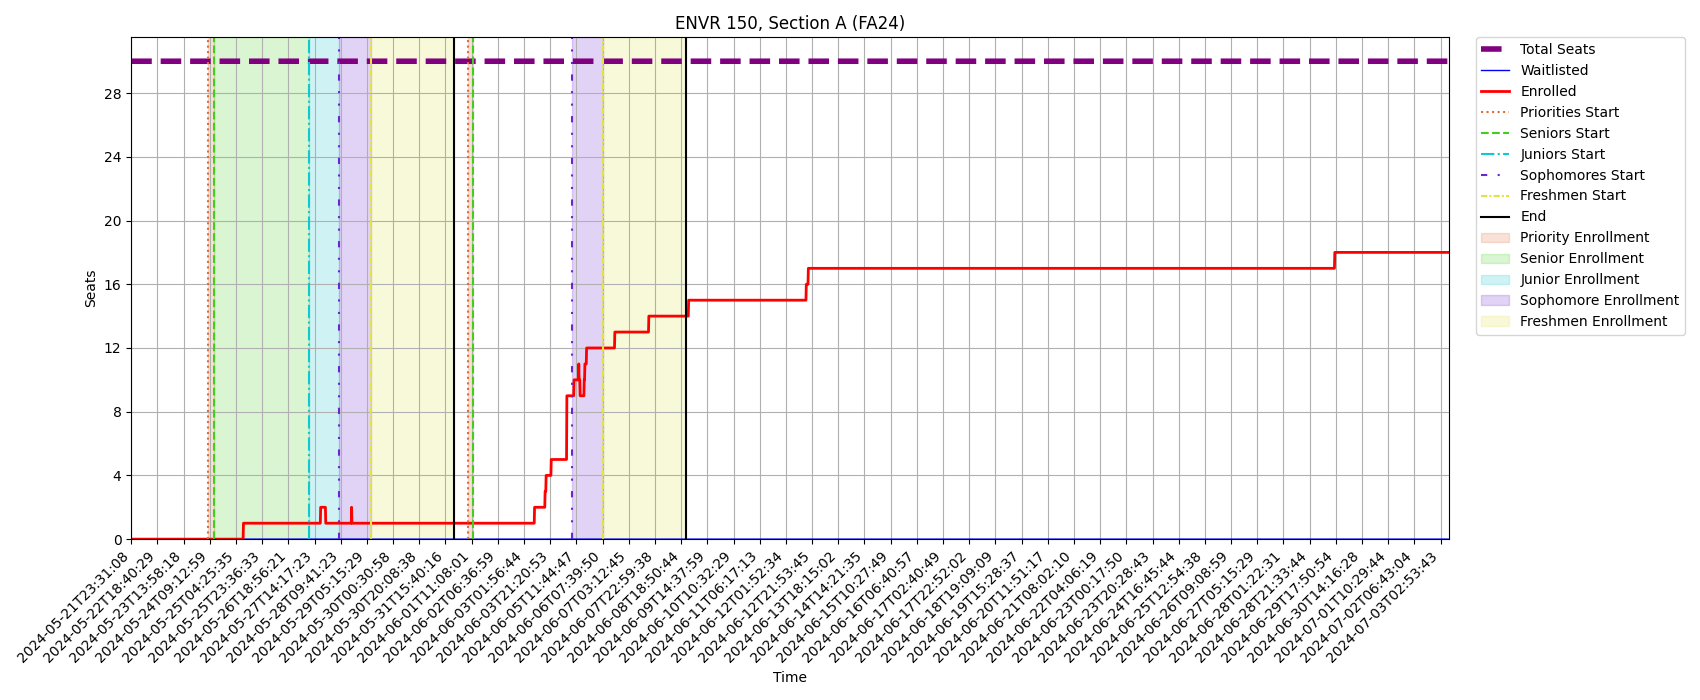 ENVR 150, Section A (FA24)
Total Seats
Waitlisted
Enrolled
Priorities Start
Seniors Start
Juniors Start
Sophomores Start
Freshmen Start
End
Priority Enrollment
Senior Enrollment
Junior Enrollment
Sophomore Enrollment
Freshmen Enrollment
28
24
20
16
12
8
4
0
Seats
2024-05-21T23:31:08
2024-05-22T18:40:29
2024-05-23T13:58:18
2024-05-24T09:12:59
2024-05-25T04:25:35
2024-05-25T23:36:33
2024-05-26T18:56:21
2024-05-27T14:17:23
2024-05-28T09:41:23
2024-05-29T05:15:29
2024-05-30T00:30:58
2024-05-30T20:08:38
2024-05-31T15:40:16
2024-06-01T11:08:01
2024-06-02T06:36:59
2024-06-03T01:56:44
2024-06-03T21:20:53
2024-06-05T11:44:47
2024-06-06T07:39:50
2024-06-07T03:12:45
2024-06-07T22:59:38
2024-06-08T18:50:44
2024-06-09T14:37:59
2024-06-10T10:32:29
2024-06-11T06:17:13
2024-06-12T01:52:34
2024-06-12T21:53:45
2024-06-13T18:15:02
2024-06-14T14:21:35
2024-06-15T10:27:49
2024-06-16T06:40:57
2024-06-17T02:40:49
2024-06-17T22:52:02
2024-06-18T19:09:09
2024-06-19T15:28:37
2024-06-20T11:51:17
2024-06-21T08:02:10
2024-06-22T04:06:19
2024-06-23T00:17:50
2024-06-23T20:28:43
2024-06-24T16:45:44
2024-06-25T12:54:38
2024-06-26T09:08:59
2024-06-27T05:15:29
2024-06-28T01:22:31
2024-06-28T21:33:44
2024-06-29T17:50:54
2024-06-30T14:16:28
2024-07-01T10:29:44
2024-07-02T06:43:04
2024-07-03T02:53:43
Time